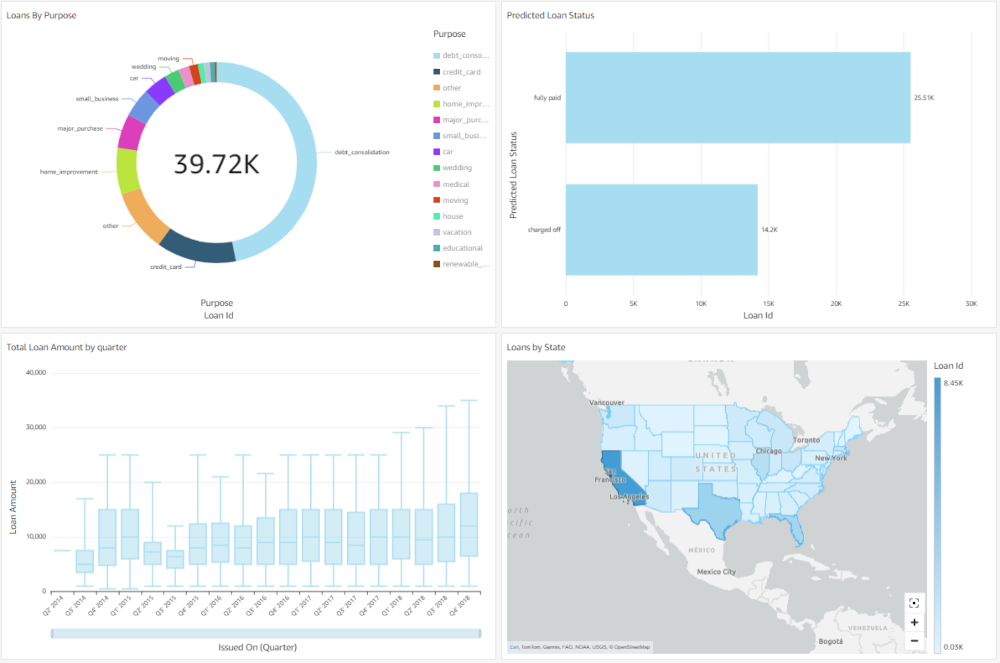 Loans By Purpose
moving
wedding
car
small_business
major_purchase
home_improvement
other
credit_card
debt_consolidation
39.72K
Purpose
Loan Id
Purpose
debt_conso...
credit_card
other
home_impr...
major_purc...
small_busi...
car
wedding
medical
moving
house
vacation
educational
renewable_...
Predicted Loan Status
Predicted Loan Status
fully paid
25.51K
charged off
14.2K
0
5K
10K
15K
20K
25K
30K
Loan Id
Total Loan Amount by quarter
Loan Amount
40,000
30,000
20,000
10,000
0
Q2' 2014
Q3' 2014
Q4' 2014
Q1' 2015
Q2' 2015
Q3' 2015
Q4' 2015
Q1' 2016
Q2' 2016
Q3' 2016
Q4' 2016
Q1' 2017
Q2' 2017
Q3' 2017
Q4' 2017
Q1' 2018
Q2' 2018
Q3' 2018
Q4' 2018
Issued On (Quarter)
Loans by State
Vancouver
Toronto
Chicago
New York
UNITED
STATES
San
Francisco
Los Angeles
MÉXICO
Mexico City
VENEZUELA
Bogotá
Esri, TomTom, Garmin, FAO, NOAA, USGS, © OpenStreetMap
Loan Id
8.45K
0.03K